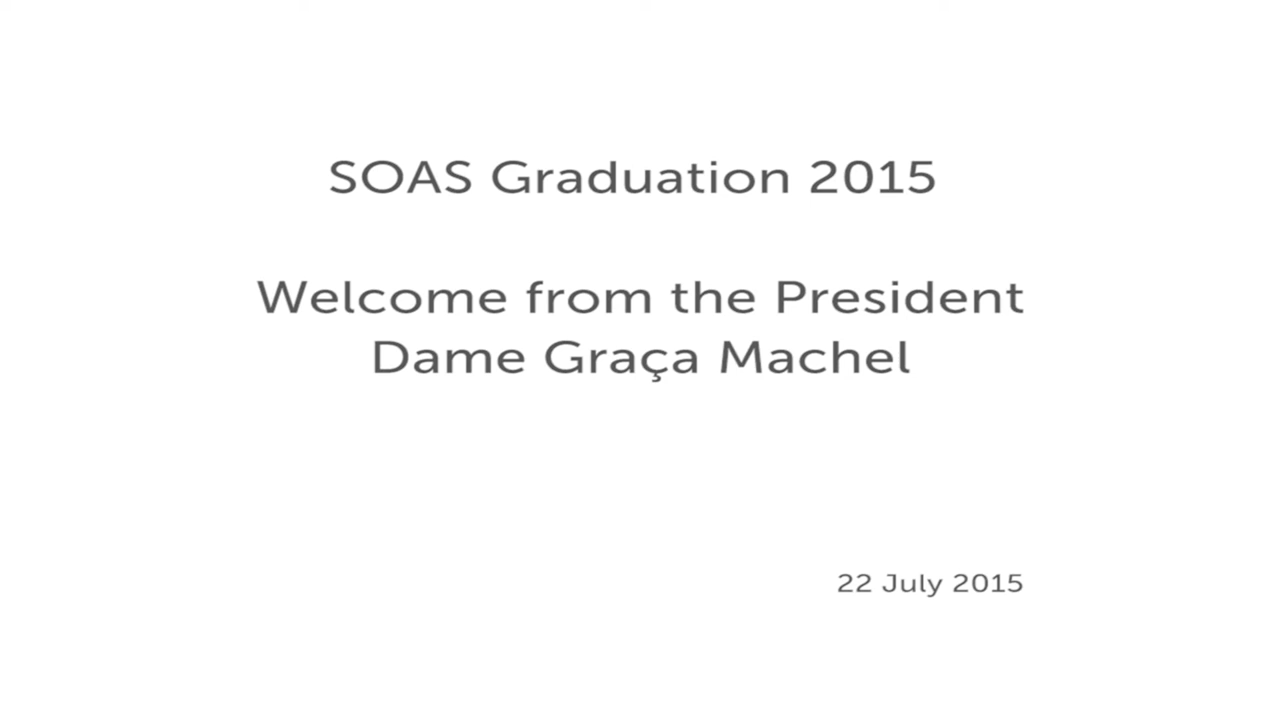 SOAS Graduation 2015
Welcome from the President
Dame Graça Machel
22 July 2015